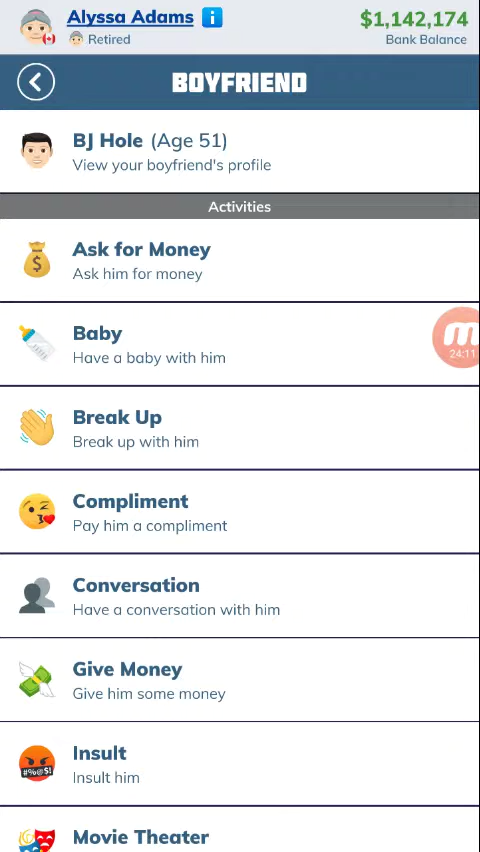 Alyssa Adams
$1,142,174
Retired
Bank Balance
BOYFRIEND
BJ Hole (Age 51)
View your boyfriend's profile
Activities
Ask for Money
Ask him for money
Baby
Have a baby with him
24:11
Break Up
Break up with him
Compliment
Pay him a compliment
Conversation
Have a conversation with him
Give Money
Give him some money
#%@$!
Insult
Insult him
Movie Theater